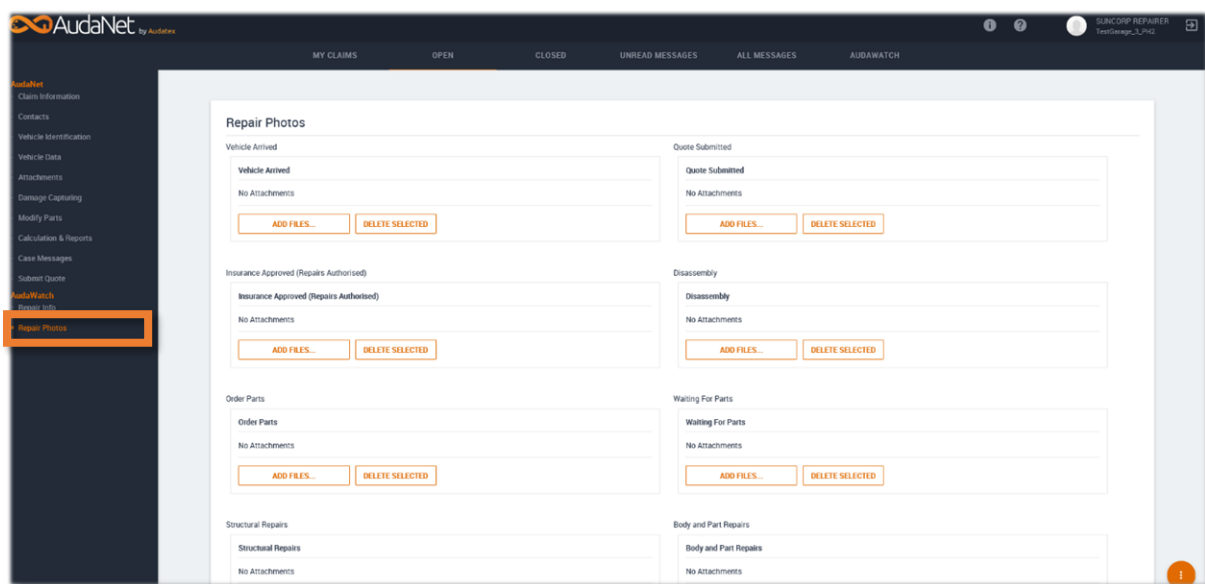 AudaNet by Audatex
SUNCORP REPAIRER
TestGarage_3_PH2
MY CLAIMS OPEN CLOSED UNREAD MESSAGES ALL MESSAGES AUDAWATCH
AudaNet
Claim Information
Contacts
Vehicle Identification
Vehicle Data
Attachments
Damage Capturing
Modify Parts
Calculation & Reports
Case Messages
Submit Quote
AudaWatch
Repair Info
Repair Photos
Repair Photos
Vehicle Arrived
Vehicle Arrived
No Attachments
ADD FILES... DELETE SELECTED
Quote Submitted
Quote Submitted
No Attachments
ADD FILES... DELETE SELECTED
Insurance Approved (Repairs Authorised)
Insurance Approved (Repairs Authorised)
No Attachments
ADD FILES... DELETE SELECTED
Disassembly
Disassembly
No Attachments
ADD FILES... DELETE SELECTED
Order Parts
Order Parts
No Attachments
ADD FILES... DELETE SELECTED
Waiting For Parts
Waiting For Parts
No Attachments
ADD FILES... DELETE SELECTED
Structural Repairs
Structural Repairs
No Attachments
Body and Part Repairs
Body and Part Repairs
No Attachments